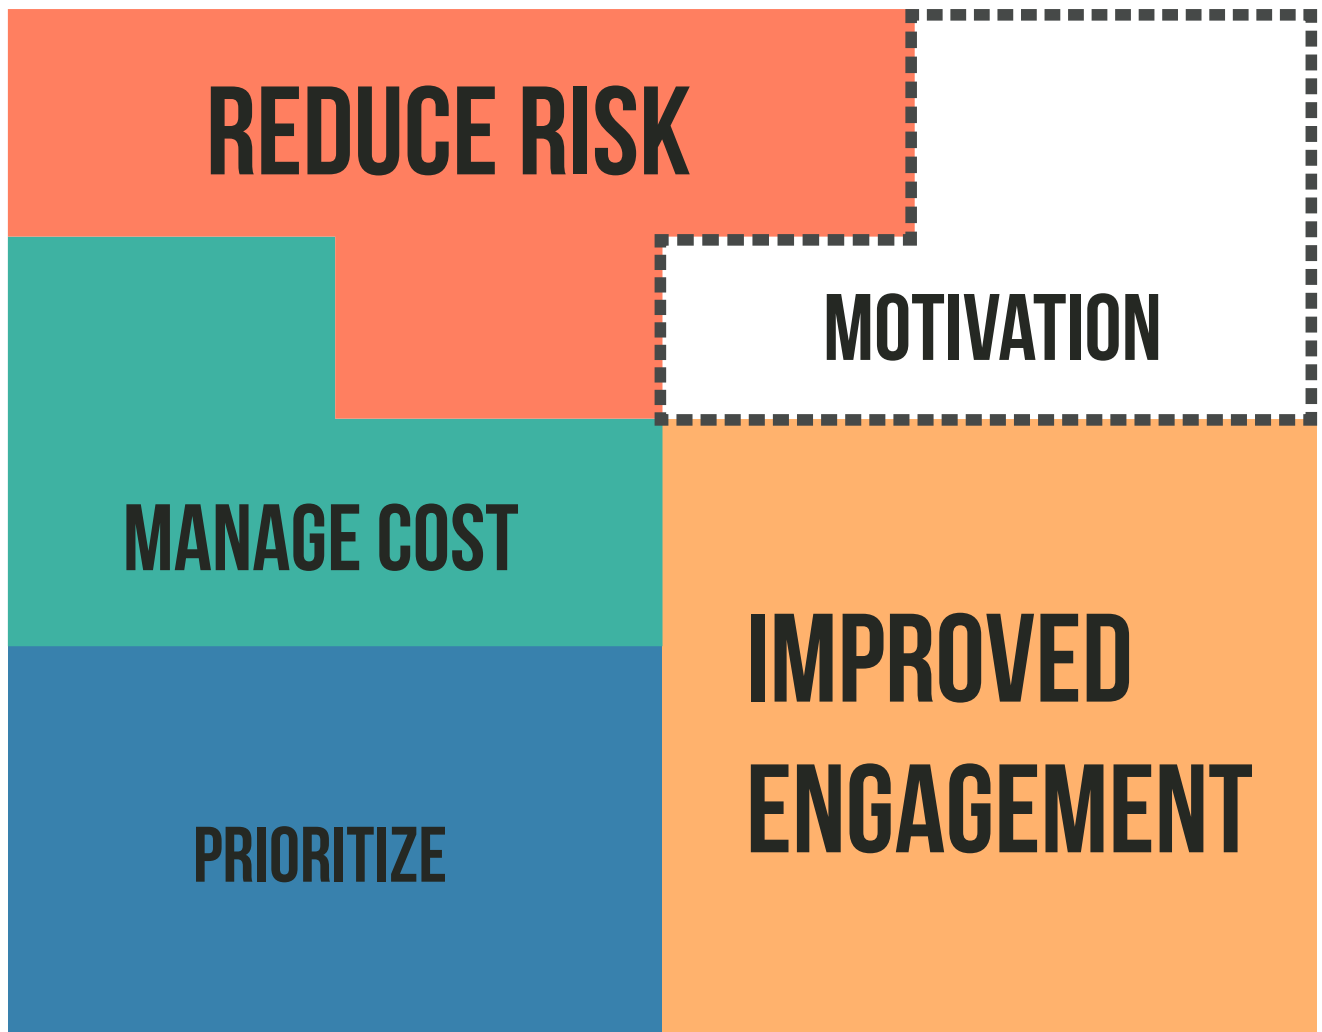 REDUCE RISK
MOTIVATION
MANAGE COST
IMPROVED
ENGAGEMENT
PRIORITIZE